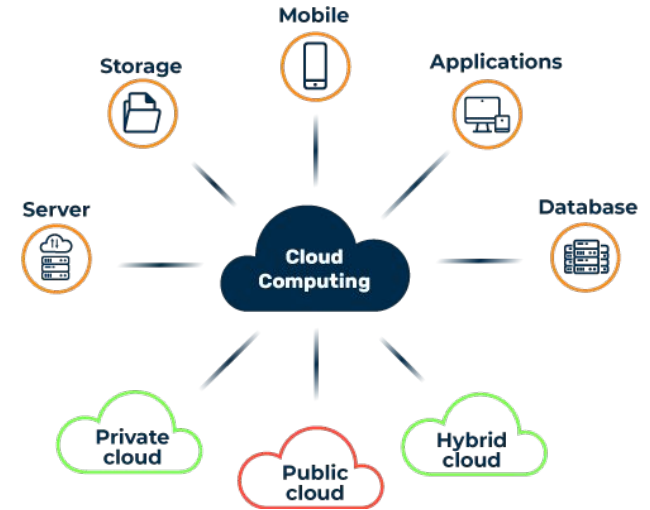 Mobile
Storage
Applications
Server
Database
Cloud
Computing
Private
cloud
Public
cloud
Hybrid
cloud